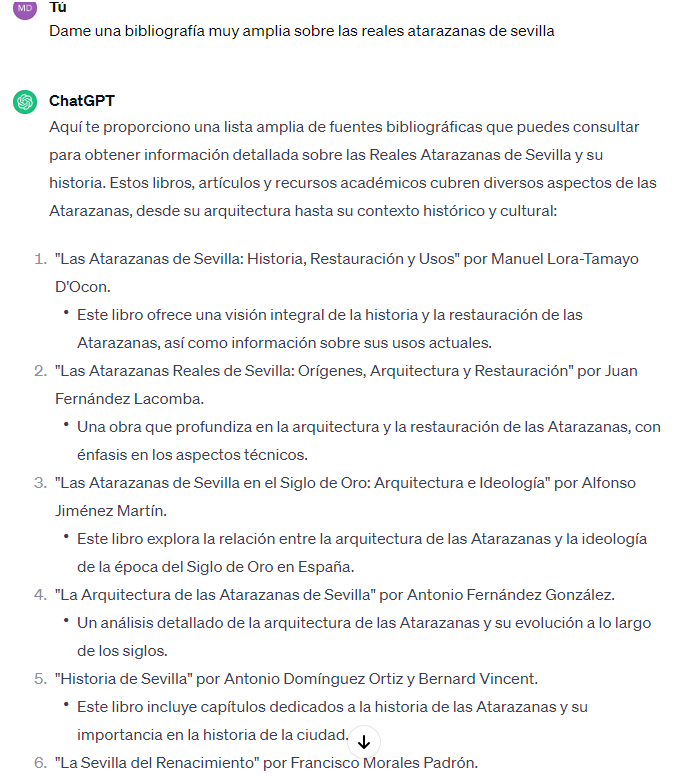 MD
Tú
Dame una bibliografía muy amplia sobre las reales atarazanas de sevilla
ChatGPT
Aquí te proporciono una lista amplia de fuentes bibliográficas que puedes consultar
para obtener información detallada sobre las Reales Atarazanas de Sevilla y su
historia. Estos libros, artículos y recursos académicos cubren diversos aspectos de las
Atarazanas, desde su arquitectura hasta su contexto histórico y cultural:
1. "Las Atarazanas de Sevilla: Historia, Restauración y Usos" por Manuel Lora-Tamayo
D'Ocon.
• Este libro ofrece una visión integral de la historia y la restauración de las
Atarazanas, así como información sobre sus usos actuales.
2. "Las Atarazanas Reales de Sevilla: Orígenes, Arquitectura y Restauración" por Juan
Fernández Lacomba.
• Una obra que profundiza en la arquitectura y la restauración de las Atarazanas, con
énfasis en los aspectos técnicos.
3. "Las Atarazanas de Sevilla en el Siglo de Oro: Arquitectura e Ideología" por Alfonso
Jiménez Martín.
• Este libro explora la relación entre la arquitectura de las Atarazanas y la ideología
de la época del Siglo de Oro en España.
4. "La Arquitectura de las Atarazanas de Sevilla" por Antonio Fernández González.
• Un análisis detallado de la arquitectura de las Atarazanas y su evolución a lo largo
de los siglos.
5. "Historia de Sevilla" por Antonio Domínguez Ortiz y Bernard Vincent.
• Este libro incluye capítulos dedicados a la historia de las Atarazanas y su
importancia en la historia de la ciudad.
6. "La Sevilla del Renacimiento" por Francisco Morales Padrón.